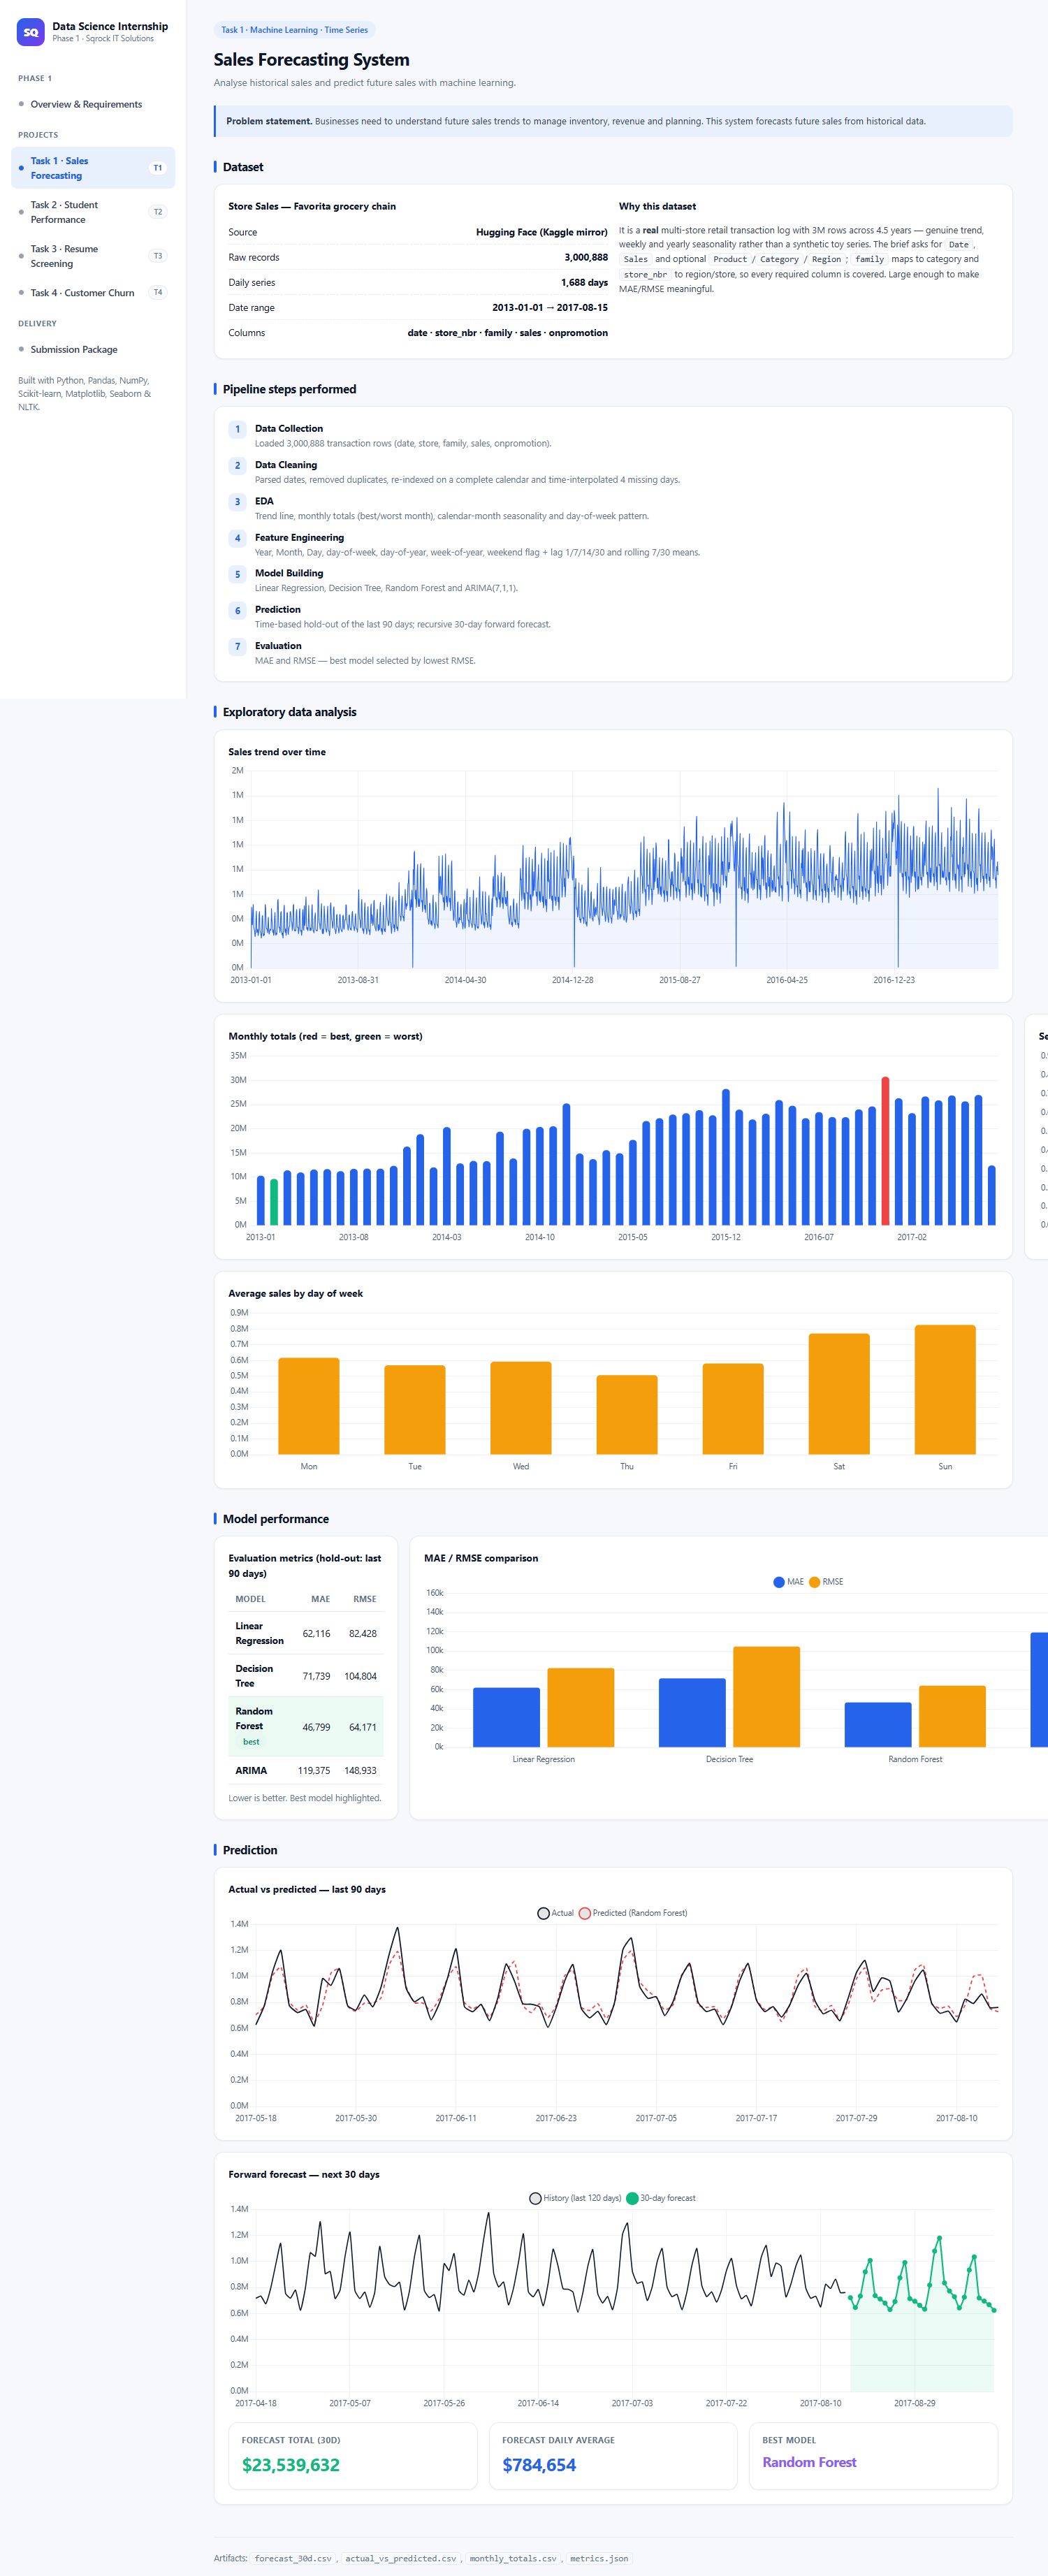 SQ
Data Science Internship
Phase 1 · Sqrock IT Solutions
PHASE 1
Overview & Requirements
PROJECTS
Task 1 · Sales
Forecasting
T1
Task 2 · Student
Performance
T2
Task 3 · Resume
Screening
T3
Task 4 · Customer Churn
T4
DELIVERY
Submission Package
Built with Python, Pandas, NumPy,
Scikit-learn, Matplotlib, Seaborn &
NLTK.
Task 1 · Machine Learning · Time Series
Sales Forecasting System
Analyse historical sales and predict future sales with machine learning.
Problem statement. Businesses need to understand future sales trends to manage inventory, revenue and planning. This system forecasts future sales from historical data.
Dataset
Store Sales — Favorita grocery chain
Source Hugging Face (Kaggle mirror)
Raw records 3,000,888
Daily series 1,688 days
Date range 2013-01-01 → 2017-08-15
Columns date · store_nbr · family · sales · onpromotion
Why this dataset
It is a real multi-store retail transaction log with 3M rows across 4.5 years — genuine trend,
weekly and yearly seasonality rather than a synthetic toy series. The brief asks for Date ,
Sales and optional Product / Category / Region ; family maps to category and
store_nbr to region/store, so every required column is covered. Large enough to make
MAE/RMSE meaningful.
Pipeline steps performed
1 Data Collection
Loaded 3,000,888 transaction rows (date, store, family, sales, onpromotion).
2 Data Cleaning
Parsed dates, removed duplicates, re-indexed on a complete calendar and time-interpolated 4 missing days.
3 EDA
Trend line, monthly totals (best/worst month), calendar-month seasonality and day-of-week pattern.
4 Feature Engineering
Year, Month, Day, day-of-week, day-of-year, week-of-year, weekend flag + lag 1/7/14/30 and rolling 7/30 means.
5 Model Building
Linear Regression, Decision Tree, Random Forest and ARIMA(7,1,1).
6 Prediction
Time-based hold-out of the last 90 days; recursive 30-day forward forecast.
7 Evaluation
MAE and RMSE — best model selected by lowest RMSE.
Exploratory data analysis
Sales trend over time
2M
1M
1M
1M
1M
1M
0M
0M
0M
2013-01-01 2013-08-31 2014-04-30 2014-12-28 2015-08-27 2016-04-25 2016-12-23
Monthly totals (red = best, green = worst)
35M
30M
25M
20M
15M
10M
5M
0M
2013-01 2013-08 2014-03 2014-10 2015-05 2015-12 2016-07 2017-02
Average sales by day of week
0.9M
0.8M
0.7M
0.6M
0.5M
0.4M
0.3M
0.2M
0.1M
0.0M
Mon Tue Wed Thu Fri Sat Sun
Model performance
Evaluation metrics (hold-out: last
90 days)
MODEL MAE RMSE
Linear
Regression 62,116 82,428
Decision
Tree 71,739 104,804
Random
Forest 46,799 64,171
best
ARIMA 119,375 148,933
Lower is better. Best model highlighted.
MAE / RMSE comparison
MAE RMSE
160k
140k
120k
100k
80k
60k
40k
20k
0k
Linear Regression Decision Tree Random Forest
Prediction
Actual vs predicted — last 90 days
Actual Predicted (Random Forest)
1.4M
1.2M
1.0M
0.8M
0.6M
0.4M
0.2M
0.0M
2017-05-18 2017-05-30 2017-06-11 2017-06-23 2017-07-05 2017-07-17 2017-07-29 2017-08-10
Forward forecast — next 30 days
History (last 120 days) 30-day forecast
1.4M
1.2M
1.0M
0.8M
0.6M
0.4M
0.2M
0.0M
2017-04-18 2017-05-07 2017-05-26 2017-06-14 2017-07-03 2017-07-22 2017-08-10 2017-08-29
FORECAST TOTAL (30D)
$23,539,632
FORECAST DAILY AVERAGE
$784,654
BEST MODEL
Random Forest
Artifacts: forecast_30d.csv , actual_vs_predicted.csv , monthly_totals.csv , metrics.json